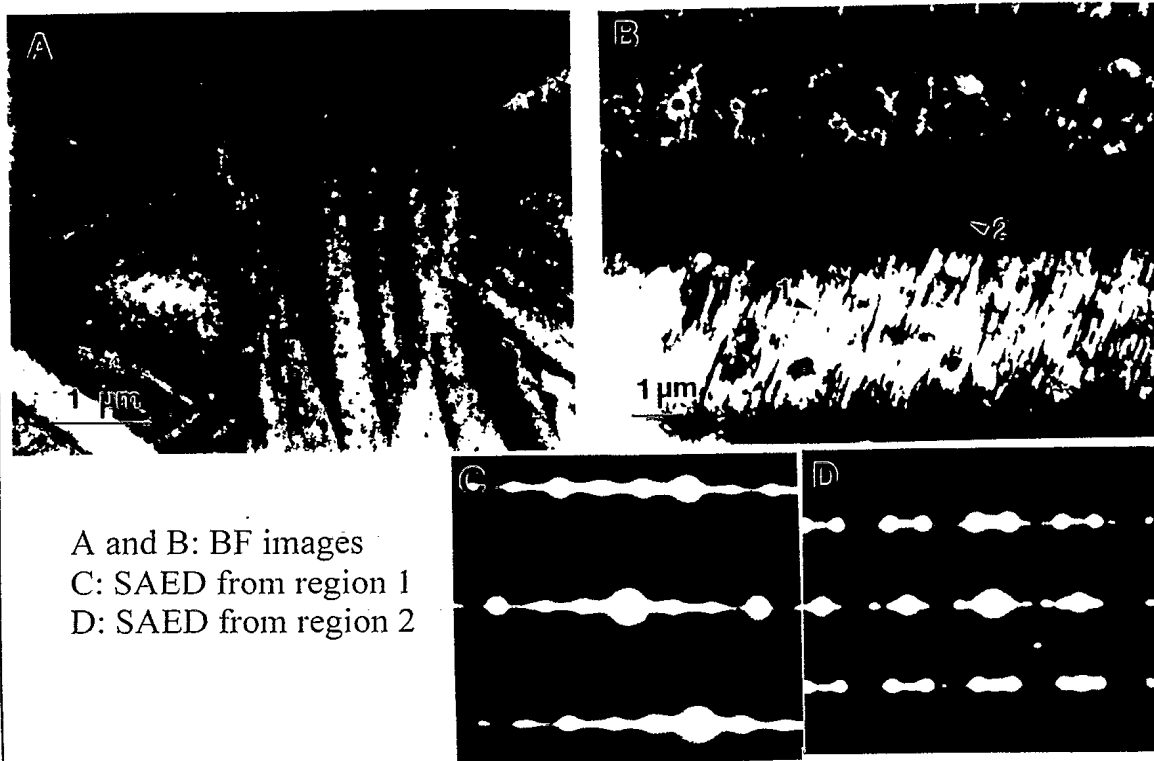 A
B
2
1
1 μm
1 μm
C
D
A and B: BF images
C: SAED from region 1
D: SAED from region 2